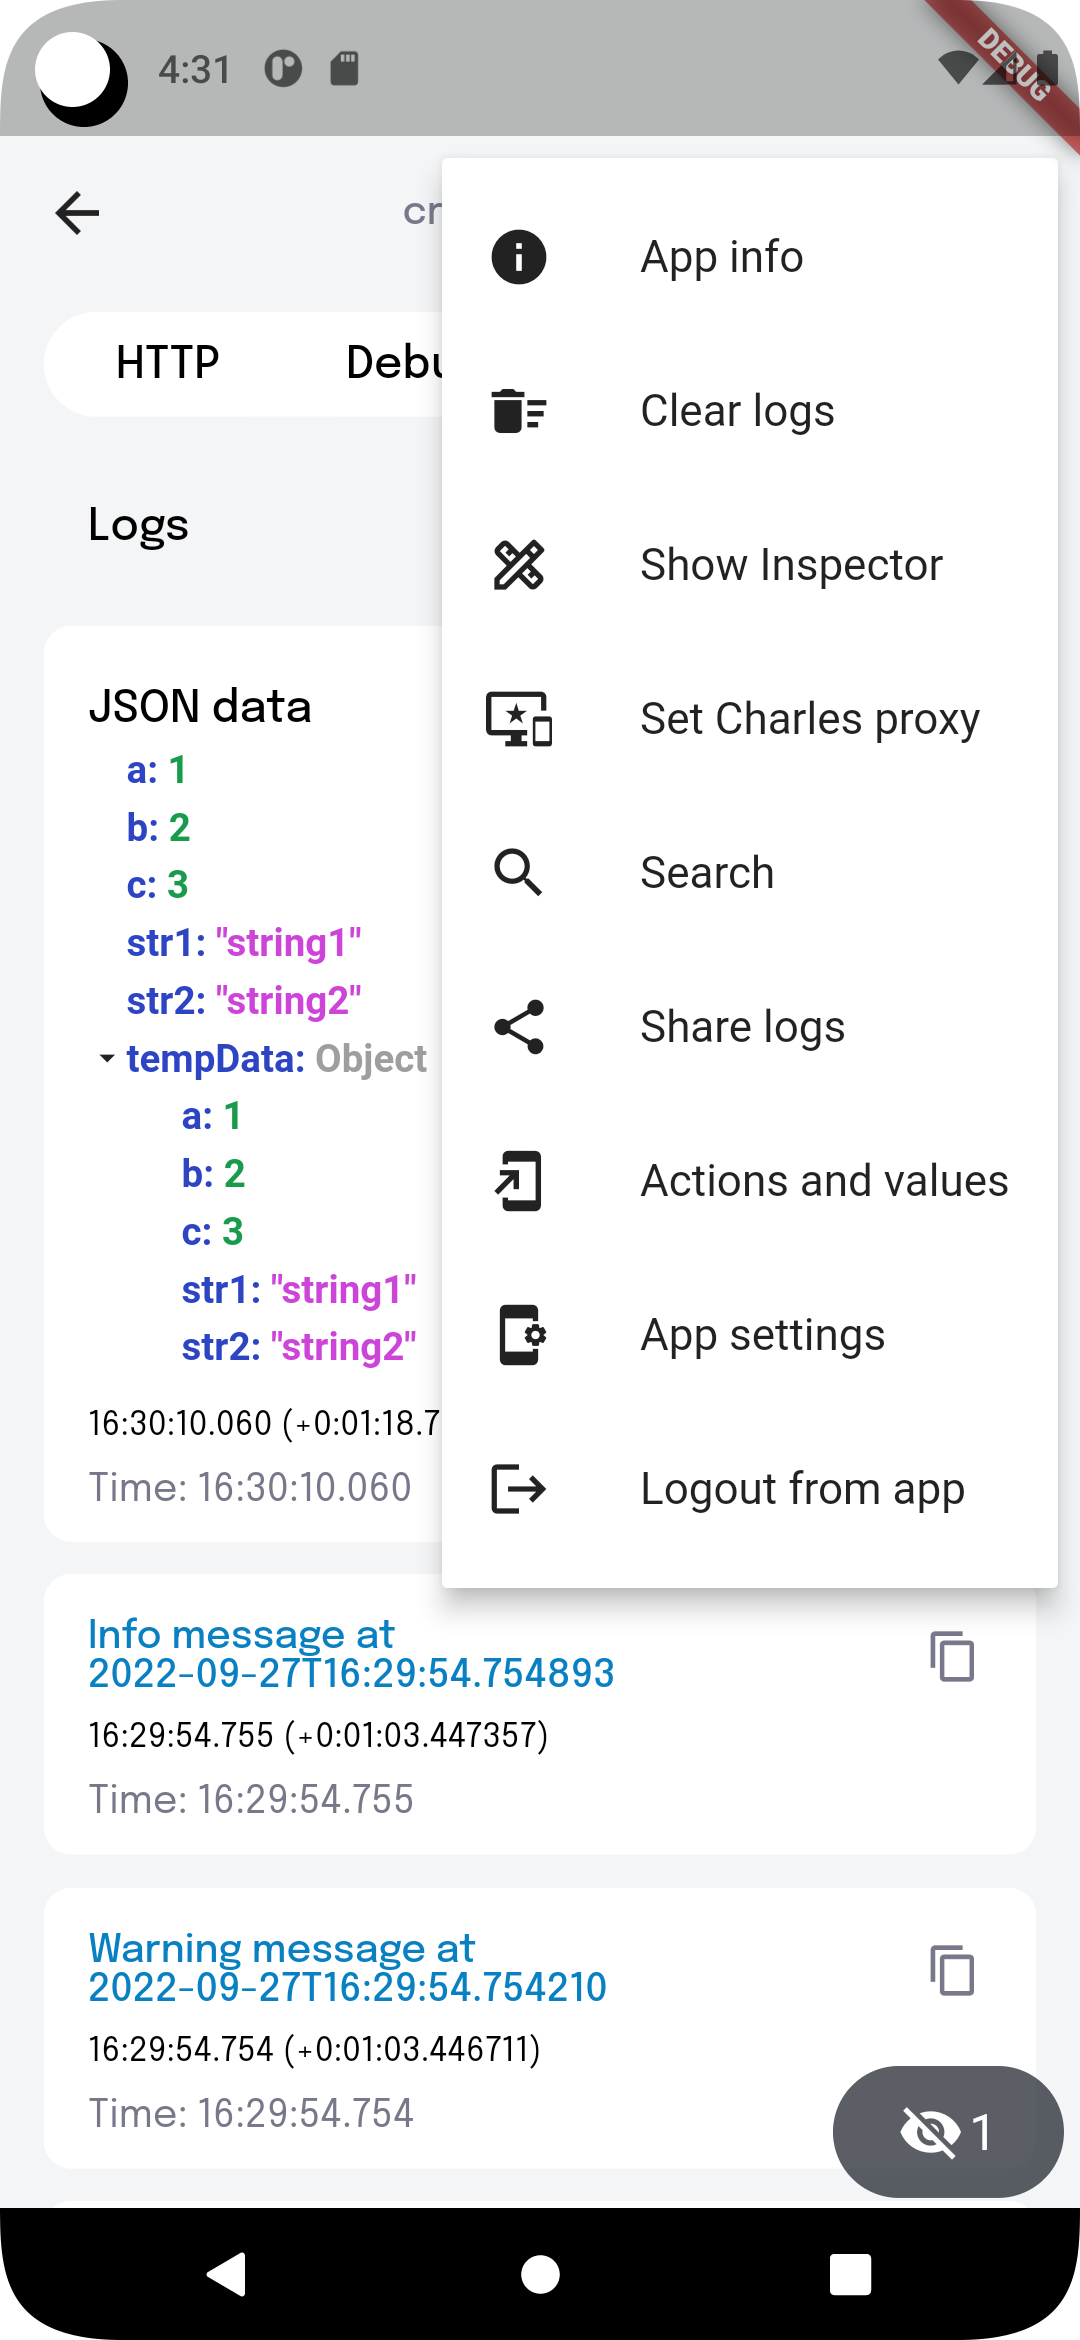 4:31
DEBUG
cr
App info
HTTP
Debu
Clear logs
Logs
Show Inspector
JSON data
Set Charles proxy
a: 1
b: 2
c: 3
Search
str1: "string1"
str2: "string2"
Share logs
tempData: Object
a: 1
b: 2
Actions and values
c: 3
str1: "string1"
App settings
str2: "string2"
16:30:10.060 (+0:01:18.7
Time: 16:30:10.060
Logout from app
Info message at
2022-09-27T16:29:54.754893
16:29:54.755 (+0:01:03.447357)
Time: 16:29:54.755
Warning message at
2022-09-27T16:29:54.754210
16:29:54.754 (+0:01:03.446711)
Time: 16:29:54.754
1